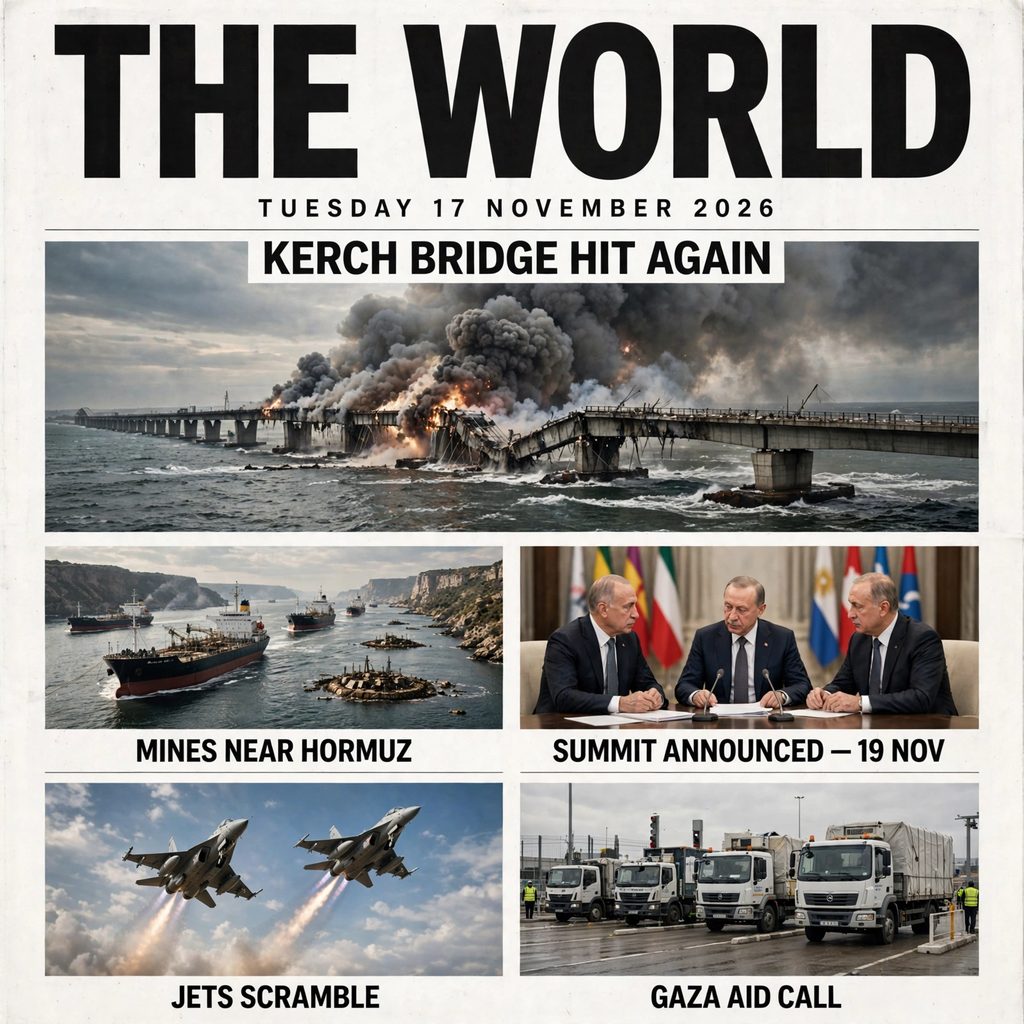 THE WORLD
TUESDAY 17 NOVEMBER 2026
KERCH BRIDGE HIT AGAIN
MINES NEAR HORMUZ
SUMMIT ANNOUNCED — 19 NOV
JETS SCRAMBLE
GAZA AID CALL